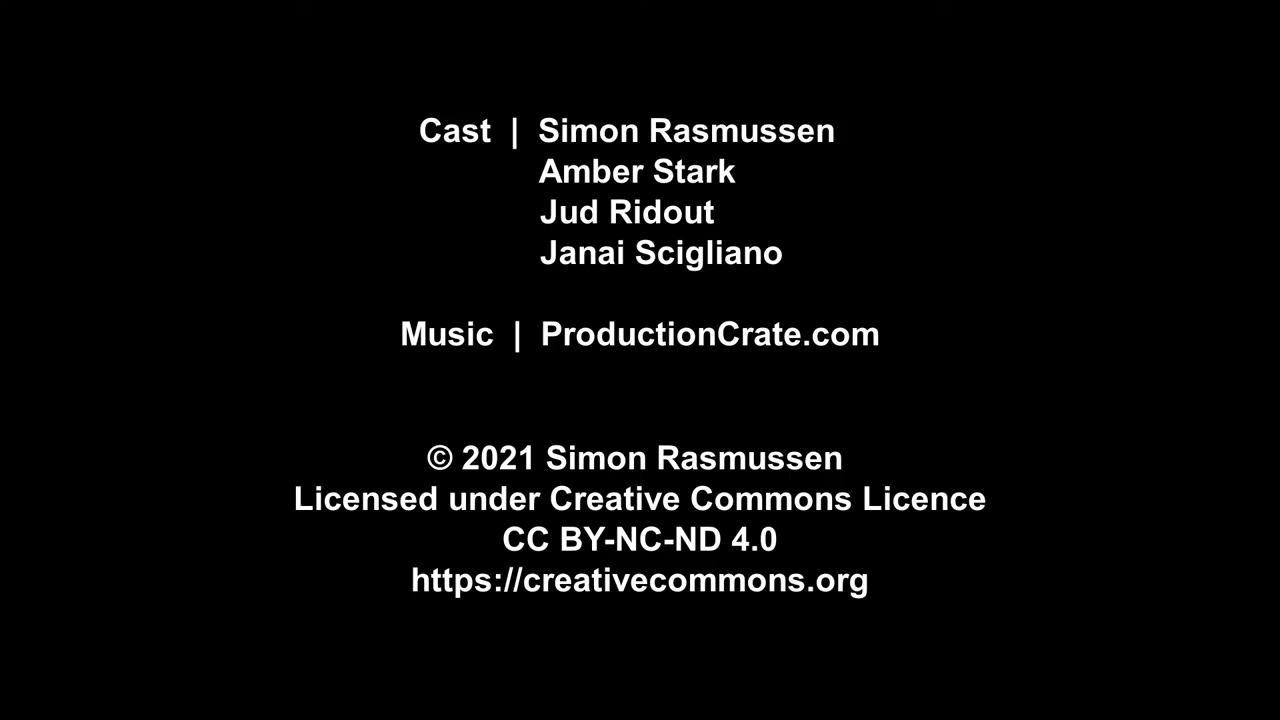 Cast | Simon Rasmussen
Amber Stark
Jud Ridout
Janai Scigliano
Music | ProductionCrate.com
© 2021 Simon Rasmussen
Licensed under Creative Commons Licence
CC BY-NC-ND 4.0
https://creativecommons.org